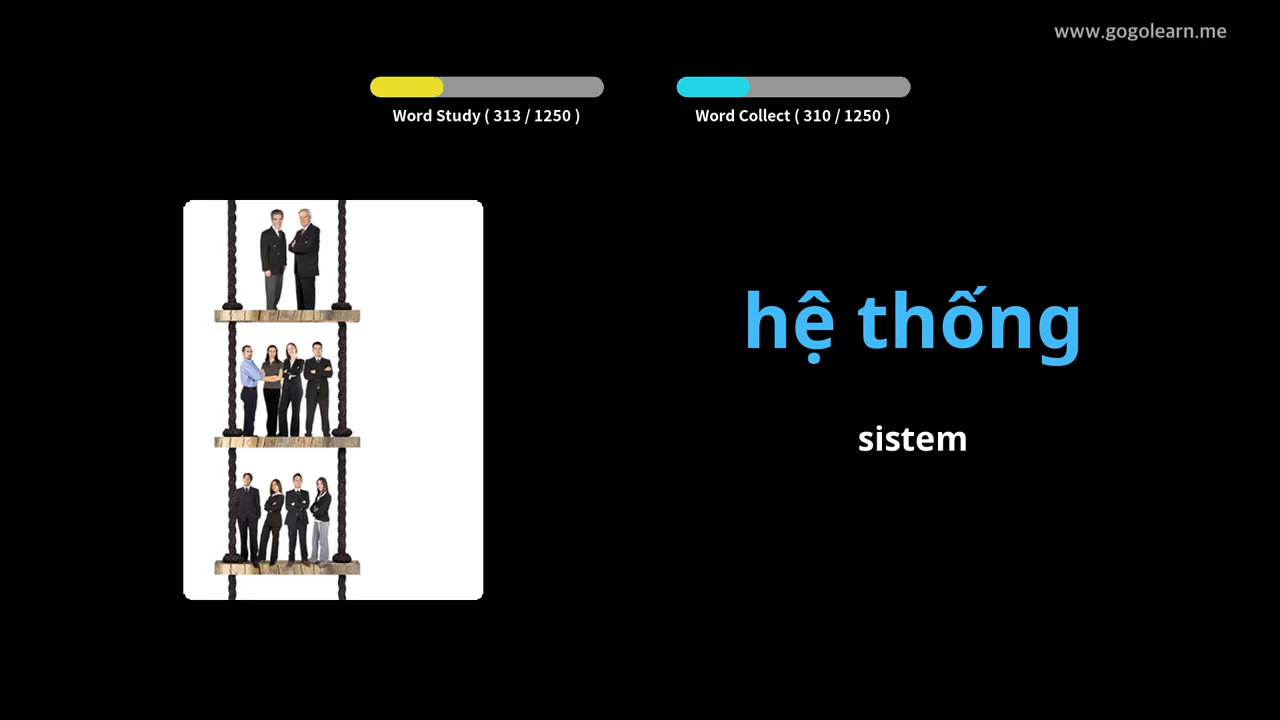 www.gogolearn.me
Word Study ( 313 / 1250 )
Word Collect ( 310 / 1250 )
hệ thống
sistem